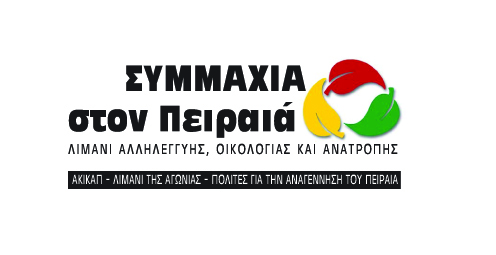 ΣΥΜΜΑΧΙΑ
στον Πειραιά
ΛΙΜΑΝΙ ΑΛΛΗΛΕΓΓΥΗΣ, ΟΙΚΟΛΟΓΙΑΣ ΚΑΙ ΑΝΑΤΡΟΠΗΣ
ΑΚΙΚΑΠ - ΛΙΜΑΝΙ ΤΗΣ ΑΓΩΝΙΑΣ - ΠΟΛΙΤΕΣ ΓΙΑ ΤΗΝ ΑΝΑΓΕΝΝΗΣΗ ΤΟΥ ΠΕΙΡΑΙΑ